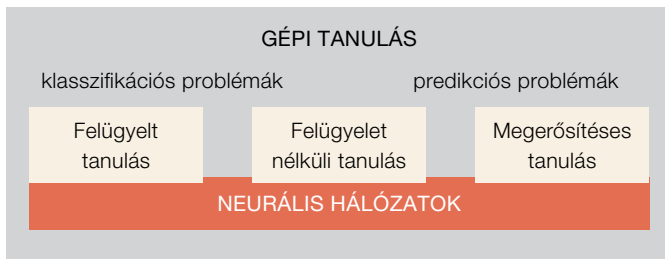 GÉPI TANULÁS
klasszifikációs problémák
predikciós problémák
Felügyelt
tanulás
Felügyelet
nélküli tanulás
Megerősítéses
tanulás
NEURÁLIS HÁLÓZATOK